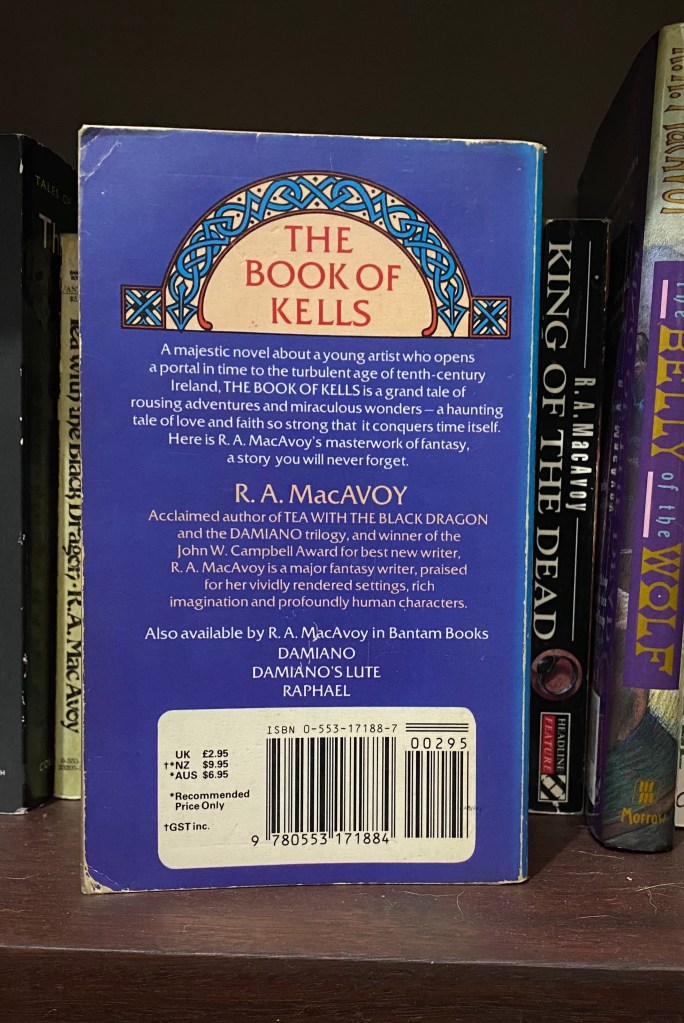 THE
BOOK OF
KELLS
A majestic novel about a young artist who opens
a portal in time to the turbulent age of tenth-century
Ireland, THE BOOK OF KELLS is a grand tale of
rousing adventures and miraculous wonders — a haunting
tale of love and faith so strong that it conquers time itself.
Here is R. A. MacAvoy's masterwork of fantasy,
a story you will never forget.
R. A. MacAVOY
Acclaimed author of TEA WITH THE BLACK DRAGON
and the DAMIANO trilogy, and winner of the
John W. Campbell Award for best new writer,
R. A. MacAvoy is a major fantasy writer, praised
for her vividly rendered settings, rich
imagination and profoundly human characters.
Also available by R. A. MacAvoy in Bantam Books
DAMIANO
DAMIANO'S LUTE
RAPHAEL
ISBN 0-553-17188-7
00295
UK £2.95
†*NZ $9.95
*AUS $6.95
*Recommended
Price Only
†GST inc.
9 780553 171884
TALES OF
Tea with the Black Dragon · R.A. MacAvoy
KING OF THE DEAD
R. A. MacAvoy
HEADLINE
FEATURE
The BELLY of the WOLF
Morrow